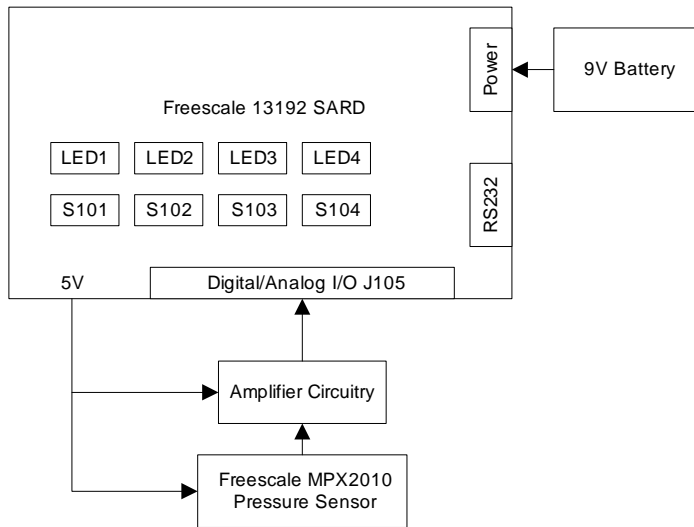 Power
9V Battery
Freescale 13192 SARD
LED1 LED2 LED3 LED4
RS232
S101 S102 S103 S104
5V
Digital/Analog I/O J105
Amplifier Circuitry
Freescale MPX2010
Pressure Sensor